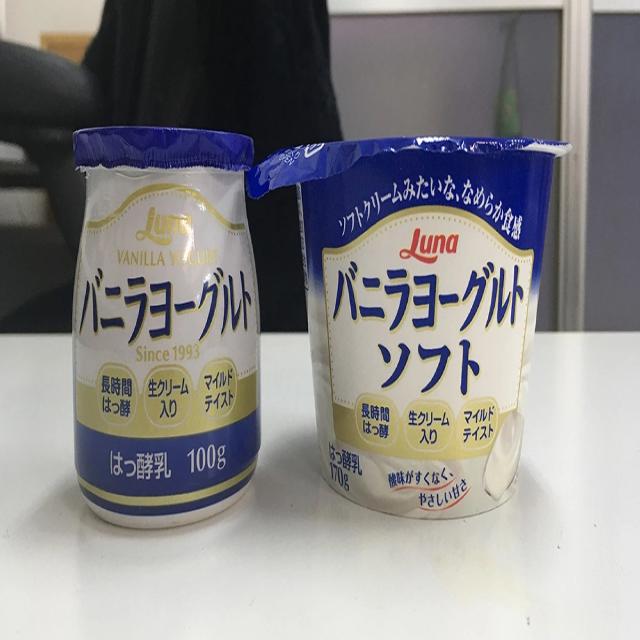 Luna
VANILLA YOGURT
バニラヨーグルト
Since 1993
長時間
はっ酵
生クリーム
入り
マイルド
テイスト
はっ酵乳 100g
ソフトクリームみたいな、なめらか食感
Luna
バニラヨーグルト
ソフト
長時間
はっ酵
生クリーム
入り
マイルド
テイスト
はっ酵乳
170g
酸味がすくなく、
やさしい甘さ